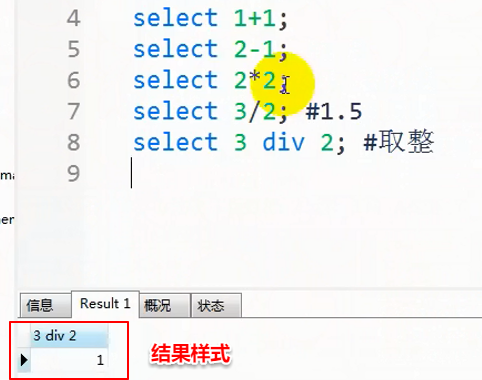 4 select 1+1;
5 select 2-1;
6 select 2*2;
7 select 3/2; #1.5
8 select 3 div 2; #取整
9
信息 Result 1 概况 状态
3 div 2
1
结果样式